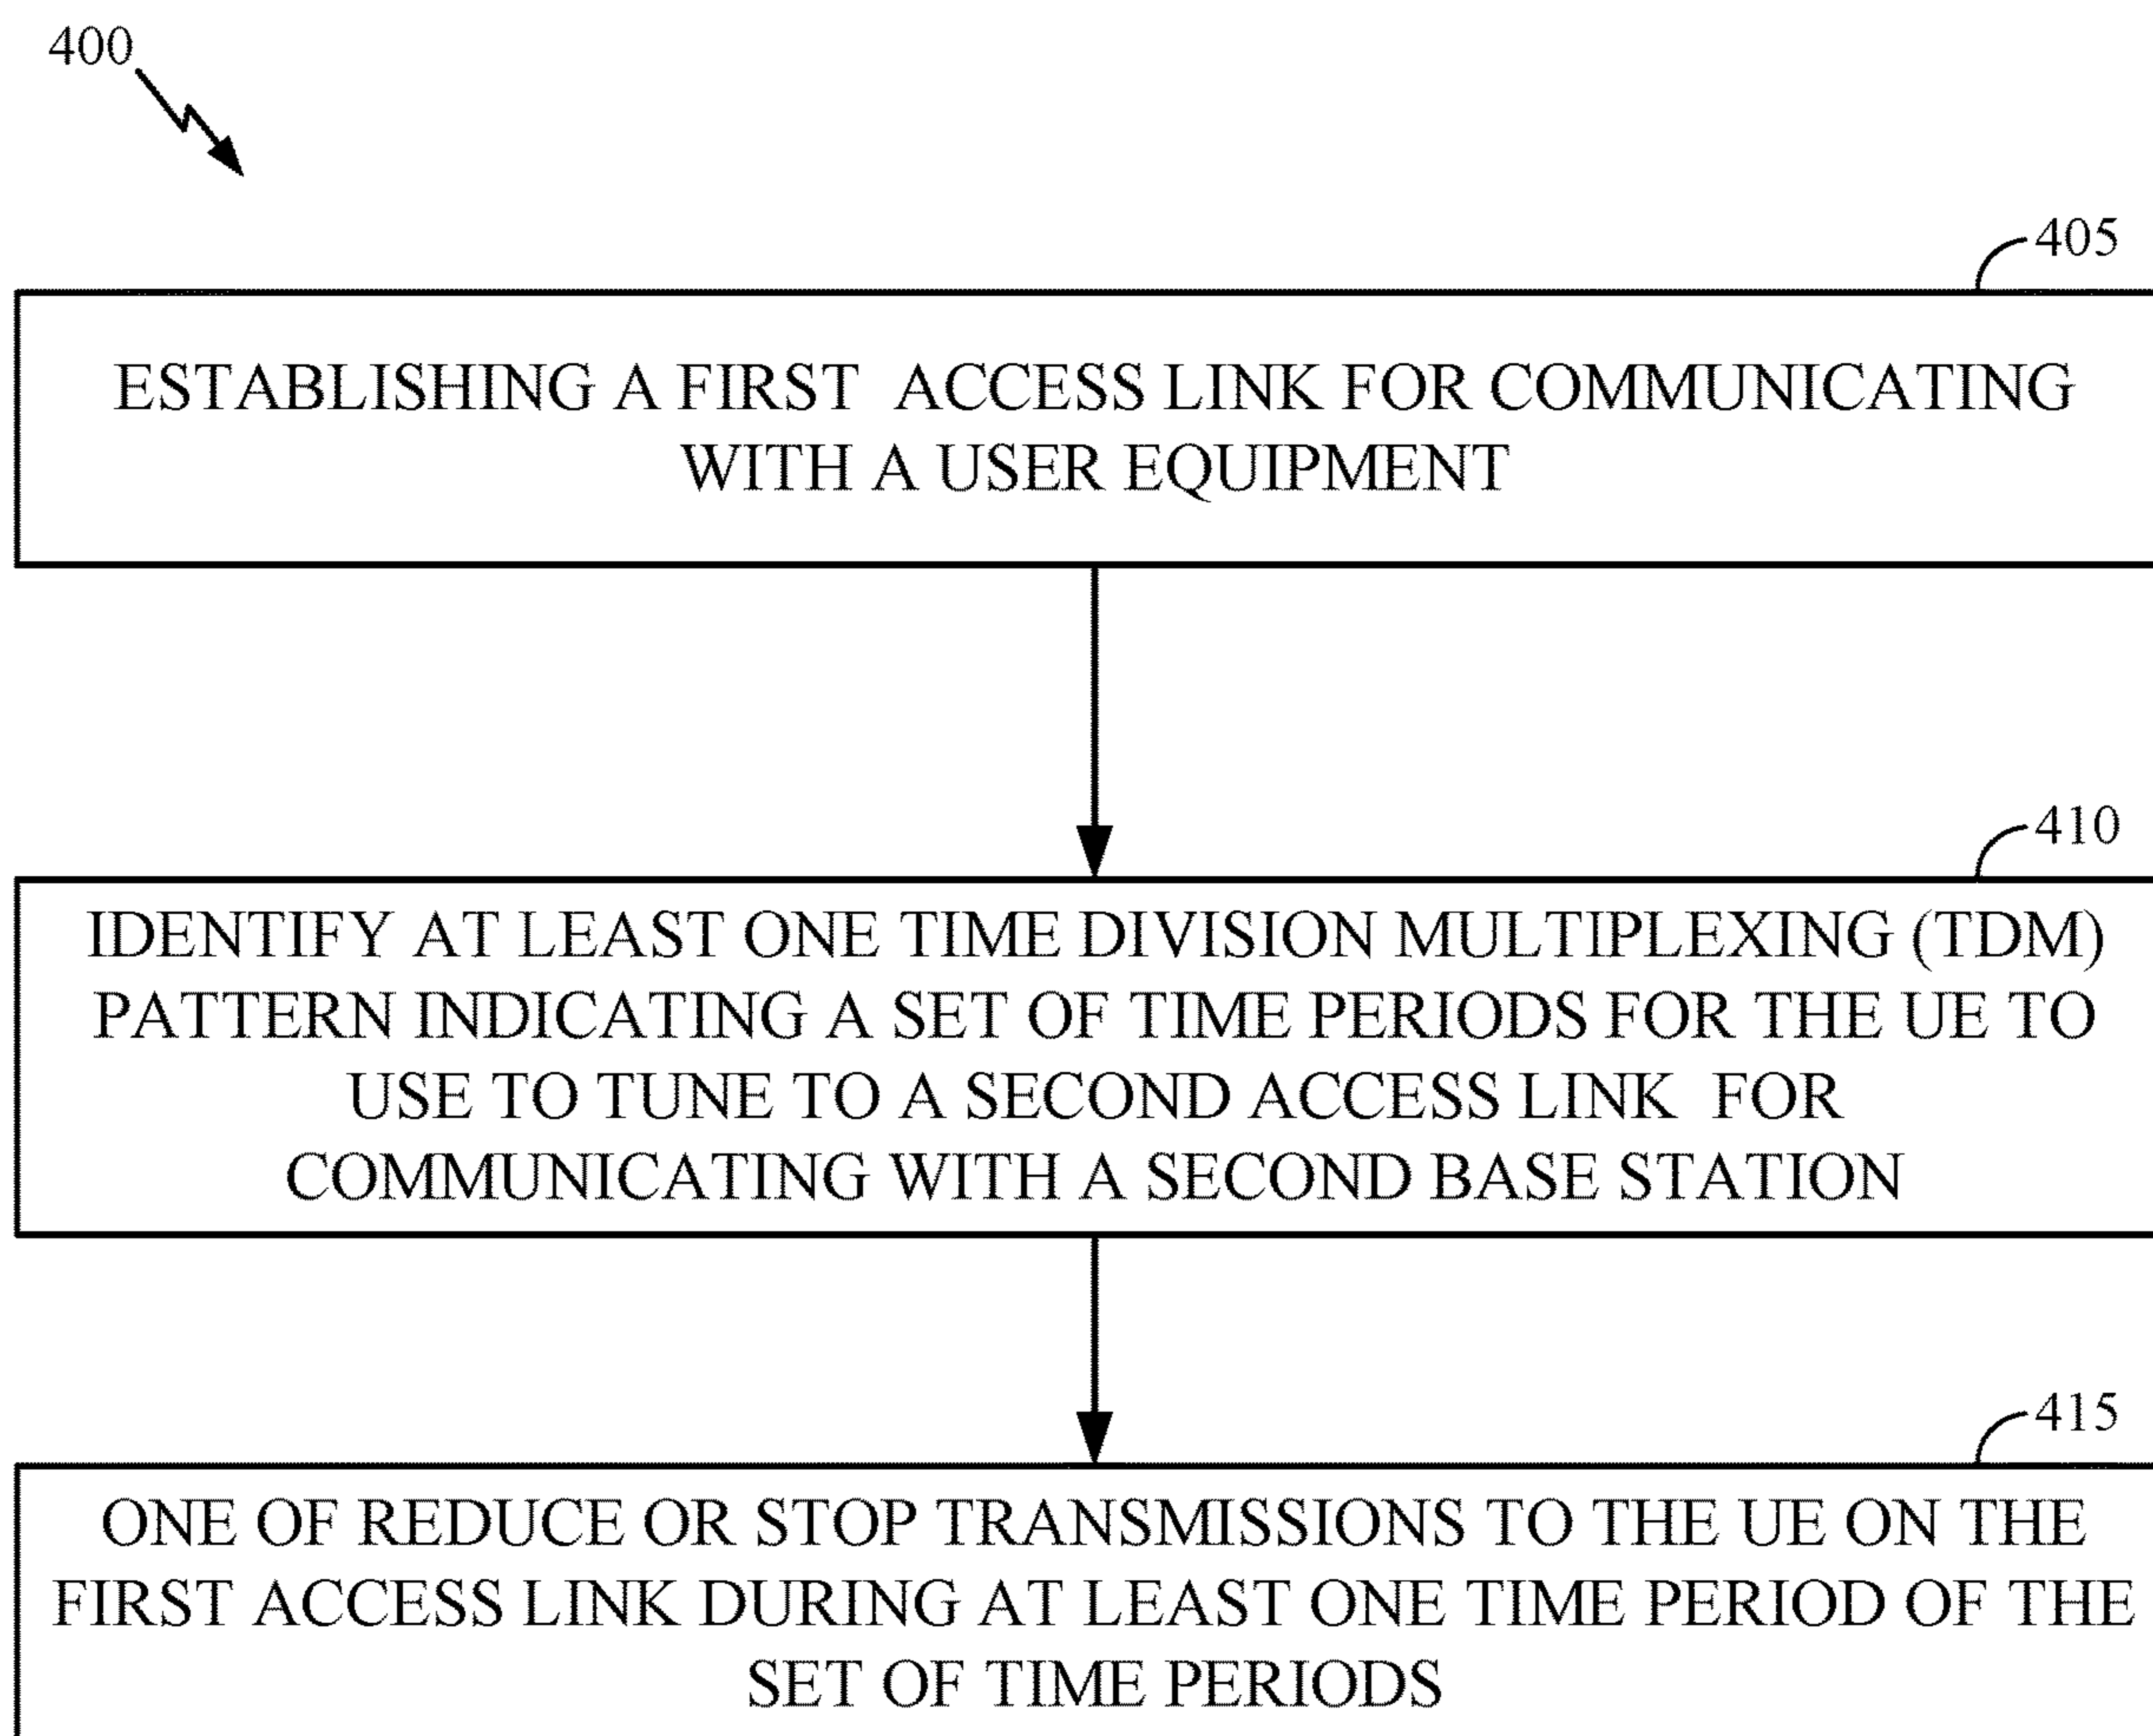 400
405
ESTABLISHING A FIRST ACCESS LINK FOR COMMUNICATING
WITH A USER EQUIPMENT
410
IDENTIFY AT LEAST ONE TIME DIVISION MULTIPLEXING (TDM)
PATTERN INDICATING A SET OF TIME PERIODS FOR THE UE TO
USE TO TUNE TO A SECOND ACCESS LINK FOR
COMMUNICATING WITH A SECOND BASE STATION
415
ONE OF REDUCE OR STOP TRANSMISSIONS TO THE UE ON THE
FIRST ACCESS LINK DURING AT LEAST ONE TIME PERIOD OF THE
SET OF TIME PERIODS